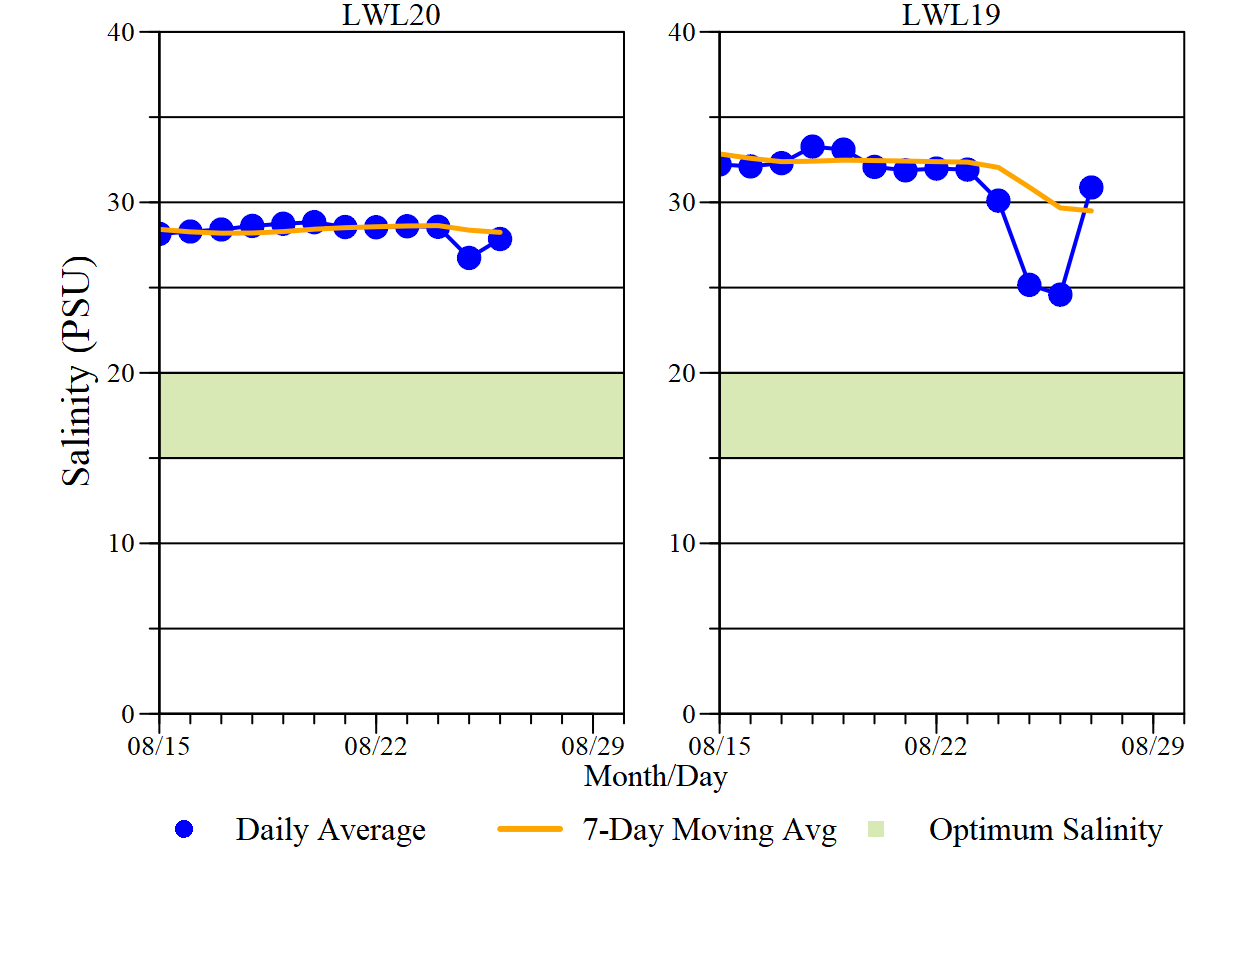 LWL20
LWL19
40
30
20
10
0
40
30
20
10
0
Salinity (PSU)
08/15
08/22
08/29
08/15
08/22
08/29
Month/Day
Daily Average
7-Day Moving Avg
Optimum Salinity